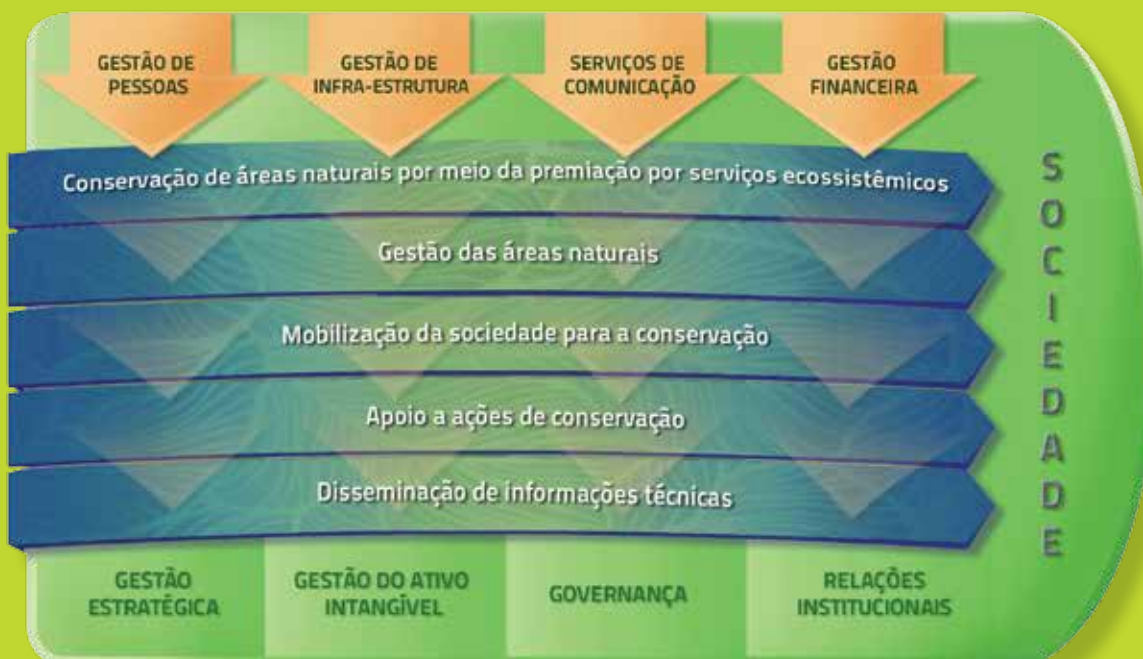 GESTÃO DE
PESSOAS
GESTÃO DE
INFRA-ESTRUTURA
SERVIÇOS DE
COMUNICAÇÃO
GESTÃO
FINANCEIRA
Conservação de áreas naturais por meio da premiação por serviços ecossistêmicos
Gestão das áreas naturais
Mobilização da sociedade para a conservação
Apoio a ações de conservação
Disseminação de informações técnicas
GESTÃO
ESTRATÉGICA
GESTÃO DO ATIVO
INTANGÍVEL
GOVERNANÇA
RELAÇÕES
INSTITUCIONAIS
SOCIEDADE